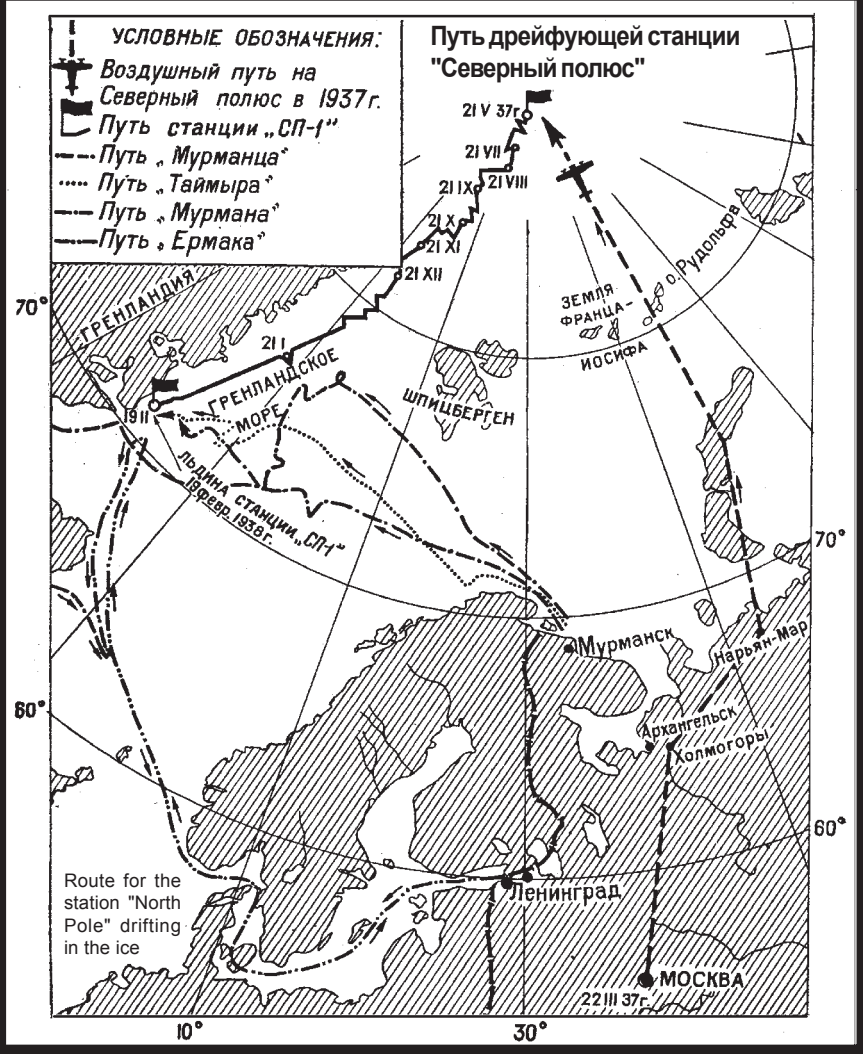 УСЛОВНЫЕ ОБОЗНАЧЕНИЯ:
Воздушный путь на
Северный полюс в 1937г.
Путь станции „СП-1"
Путь „ Мурманца"
Путь „ Таймыра"
Путь „ Мурмана"
Путь „ Ермака"
Путь дрейфующей станции
"Северный полюс"
21 V 37г.
21 VII
21 VIII
21 IX
21 X
21 XI
21 XII
21 I
19 II
70°
ГРЕНЛАНДИЯ
ГРЕНЛАНДСКОЕ
МОРЕ
ШПИЦБЕРГЕН
ЗЕМЛЯ
ФРАНЦА-
ИОСИФА
о. Рудольфа
ЛЬДИНА СТАНЦИИ „СП-1"
19 февр. 1938г.
70°
Мурманск
Нарьян-Мар
60°
Архангельск
Холмогоры
60°
Route for the
station "North
Pole" drifting
in the ice
Ленинград
МОСКВА
22 III 37г.
10°
30°